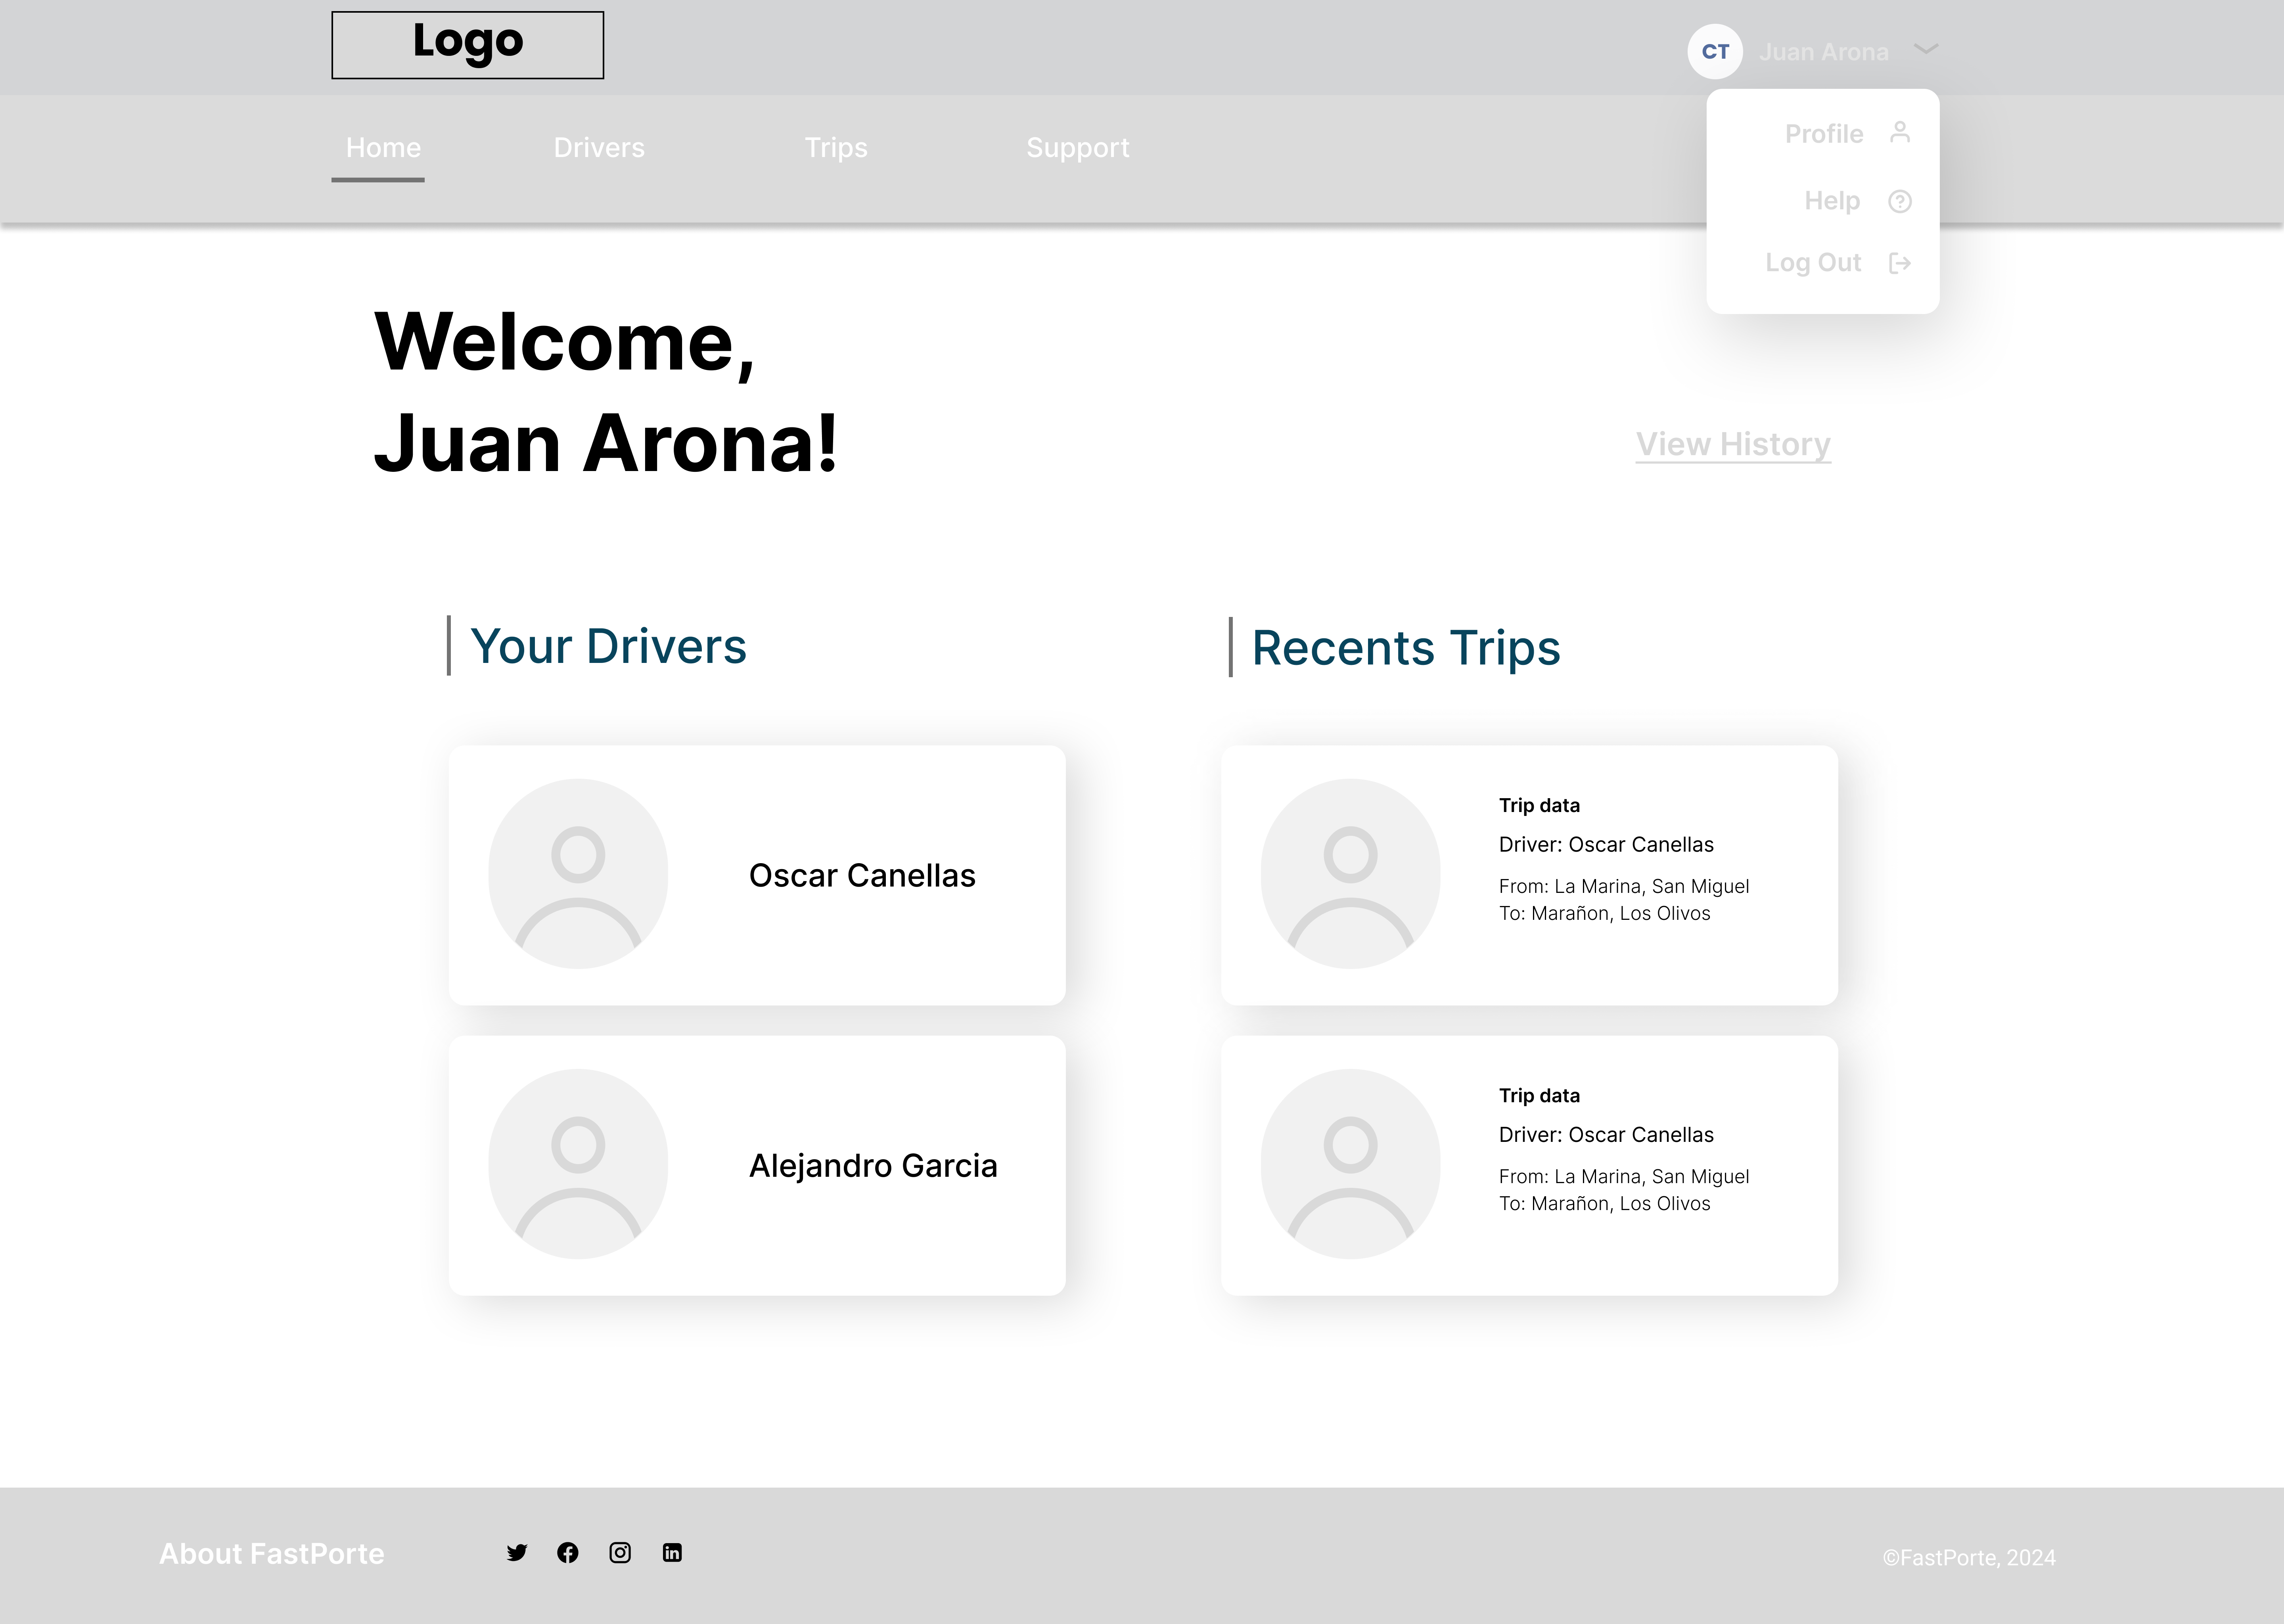 Logo
CT
Juan Arona
Home
Drivers
Trips
Support
Profile
Help
Log Out
Welcome,
Juan Arona!
View History
Your Drivers
Oscar Canellas
Alejandro Garcia
Recents Trips
Trip data
Driver: Oscar Canellas
From: La Marina, San Miguel
To: Marañon, Los Olivos
Trip data
Driver: Oscar Canellas
From: La Marina, San Miguel
To: Marañon, Los Olivos
About FastPorte
©FastPorte, 2024